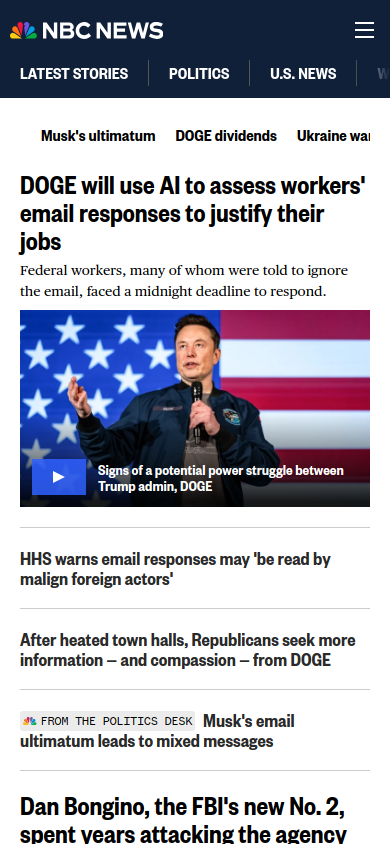 NBC NEWS
LATEST STORIES
POLITICS
U.S. NEWS
Musk's ultimatum
DOGE dividends
Ukraine war
DOGE will use AI to assess workers'
email responses to justify their
jobs
Federal workers, many of whom were told to ignore
the email, faced a midnight deadline to respond.
Signs of a potential power struggle between
Trump admin, DOGE
HHS warns email responses may 'be read by
malign foreign actors'
After heated town halls, Republicans seek more
information — and compassion — from DOGE
FROM THE POLITICS DESK Musk's email
ultimatum leads to mixed messages
Dan Bongino, the FBI's new No. 2,
spent years attacking the agency